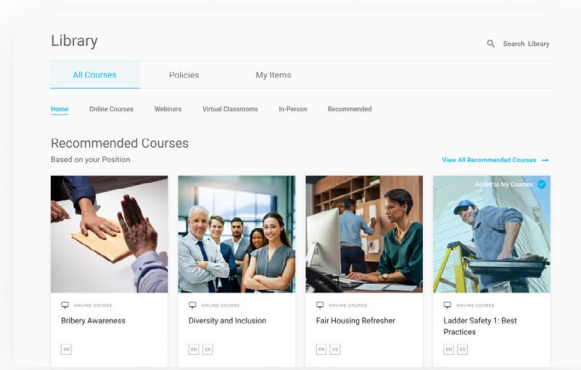 Library
Search Library
All Courses
Policies
My Items
Home
Online Courses
Webinars
Virtual Classrooms
In-Person
Recommended
Recommended Courses
Based on your Position
View All Recommended Courses →
Added to My Courses
ONLINE COURSE
Bribery Awareness
EN
ONLINE COURSE
Diversity and Inclusion
EN ES
ONLINE COURSE
Fair Housing Refresher
EN ES
ONLINE COURSE
Ladder Safety 1: Best
Practices
EN ES